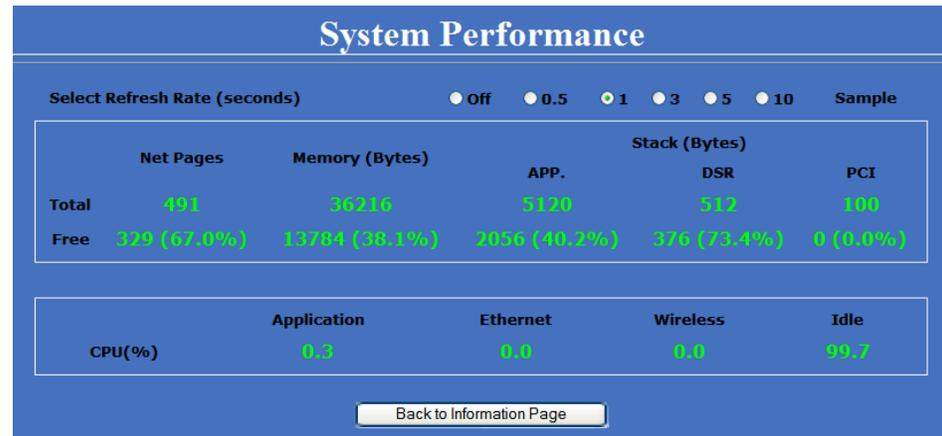 System Performance
Select Refresh Rate (seconds) Off 0.5 1 3 5 10 Sample
Stack (Bytes)
Net Pages Memory (Bytes)
APP. DSR PCI
Total 491 36216 5120 512 100
Free 329 (67.0%) 13784 (38.1%) 2056 (40.2%) 376 (73.4%) 0 (0.0%)
Application Ethernet Wireless Idle
CPU(%) 0.3 0.0 0.0 99.7
Back to Information Page